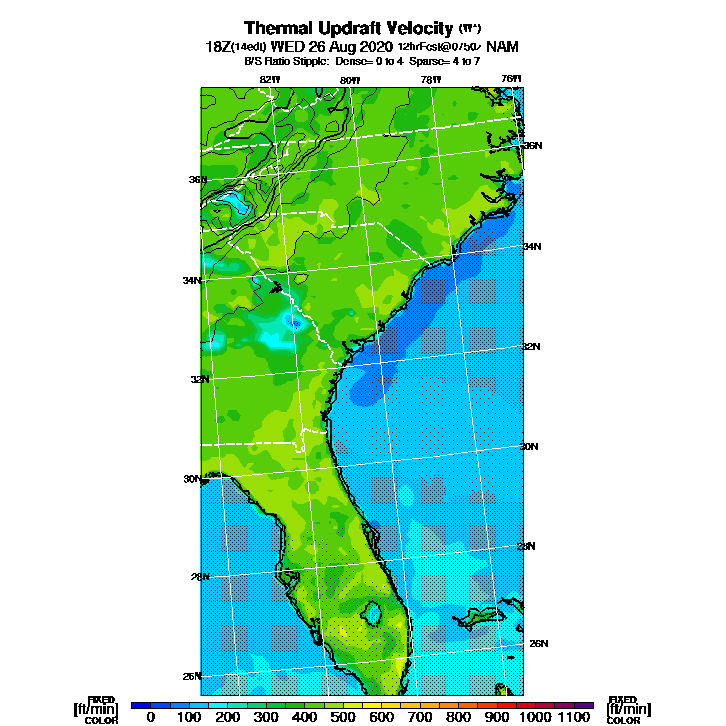 Thermal Updraft Velocity (W*)
18Z(14edt) WED 26 Aug 2020 12hrFcst@0750z NAM
B/S Ratio Stipple: Dense= 0 to 4 Sparse= 4 to 7
82W 80W 78W 76W
36N
36N
34N
34N
32N
32N
30N
30N
28N
28N
26N
26N
FIXED FIXED
[ft/min] [ft/min]
COLOR COLOR
0 100 200 300 400 500 600 700 800 900 1000 1100